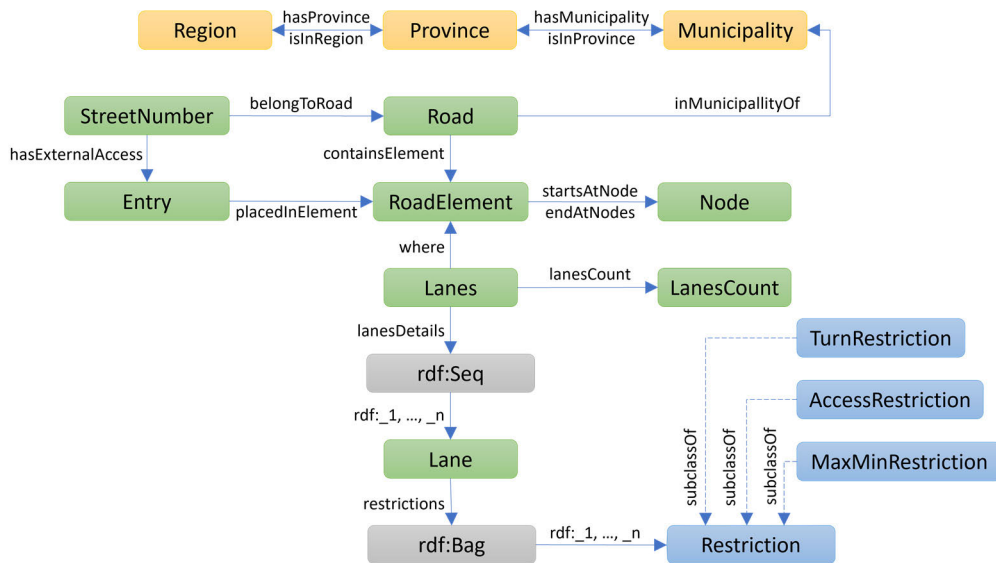 Region
hasProvince
isInRegion
Province
hasMunicipality
isInProvince
Municipality
StreetNumber
belongToRoad
Road
inMunicipallityOf
hasExternalAccess
containsElement
Entry
placedInElement
RoadElement
startsAtNode
endAtNodes
Node
where
Lanes
lanesCount
LanesCount
lanesDetails
TurnRestriction
rdf:Seq
AccessRestriction
rdf:_1, ..., _n
Lane
MaxMinRestriction
subclassOf
subclassOf
subclassOf
restrictions
rdf:Bag
rdf:_1, ..., _n
Restriction